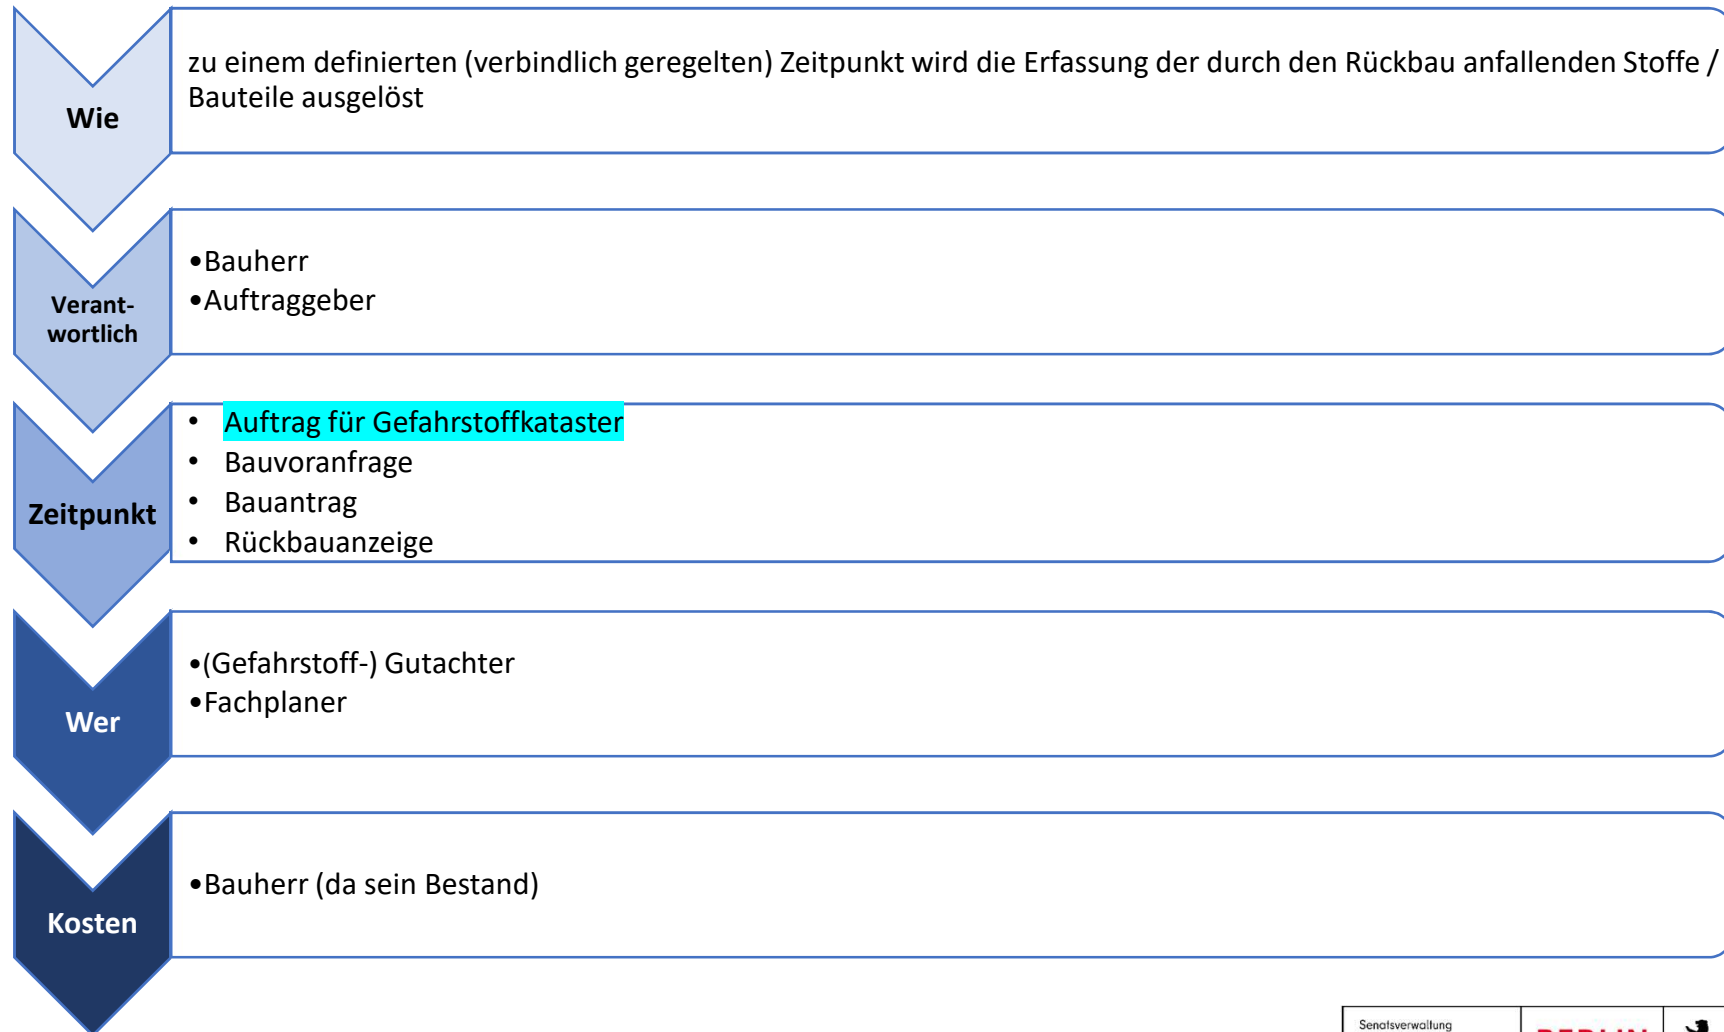 Wie
zu einem definierten (verbindlich geregelten) Zeitpunkt wird die Erfassung der durch den Rückbau anfallenden Stoffe /
Bauteile ausgelöst
Verant-
wortlich
•Bauherr
•Auftraggeber
Zeitpunkt
• Auftrag für Gefahrstoffkataster
• Bauvoranfrage
• Bauantrag
• Rückbauanzeige
Wer
•(Gefahrstoff-) Gutachter
•Fachplaner
Kosten
•Bauherr (da sein Bestand)
Senatsverwaltung
BERLIN